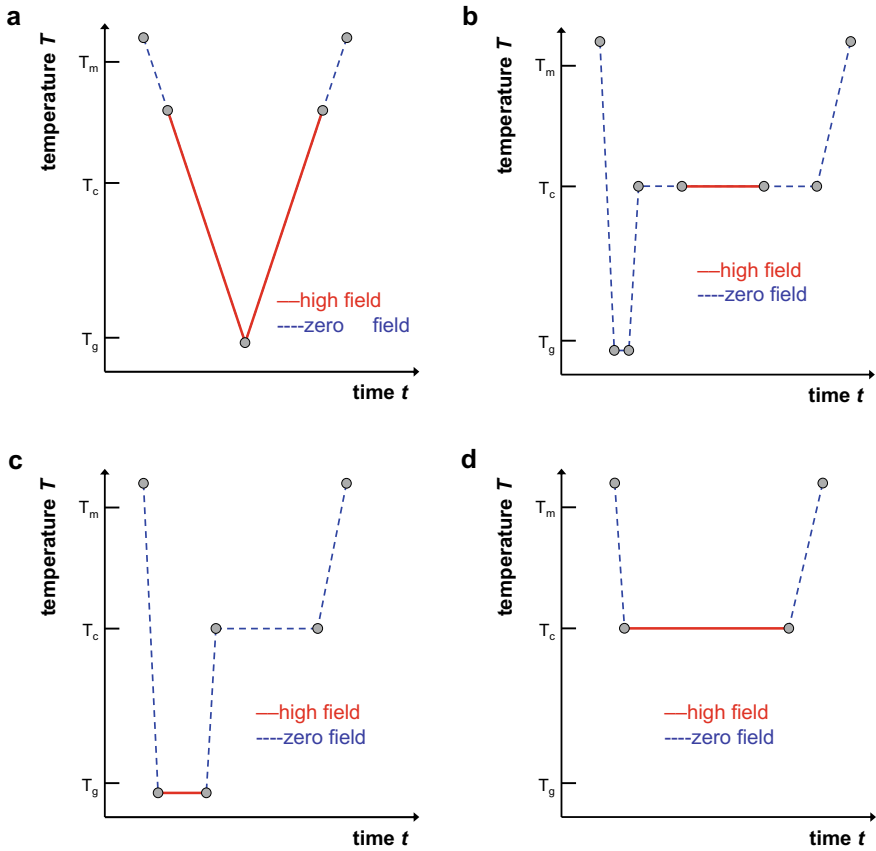 a
temperature T
Tm
Tc
Tg
—high field
----zero field
time t
b
temperature T
Tm
Tc
Tg
—high field
----zero field
time t
c
temperature T
Tm
Tc
Tg
—high field
----zero field
time t
d
temperature T
Tm
Tc
Tg
—high field
----zero field
time t